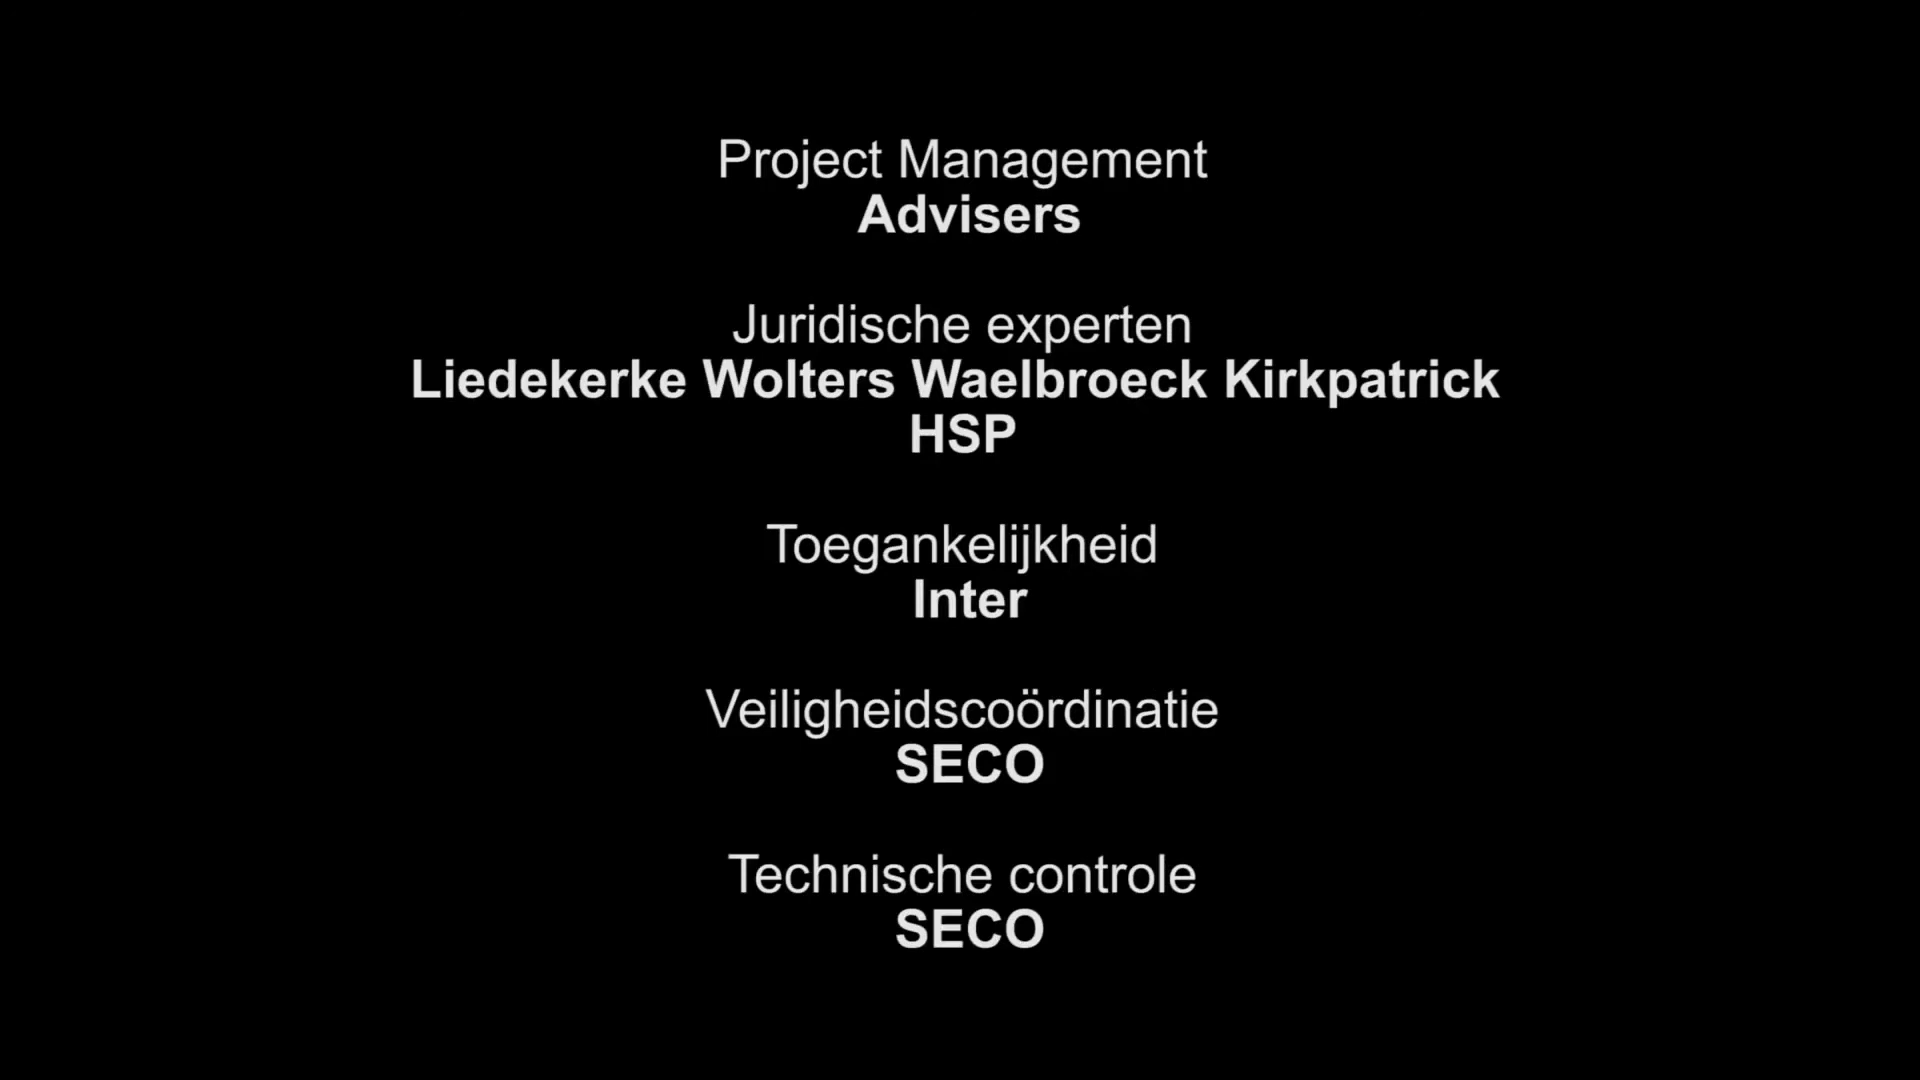 Project Management
Advisers
Juridische experten
Liedekerke Wolters Waelbroeck Kirkpatrick
HSP
Toegankelijkheid
Inter
Veiligheidscoördinatie
SECO
Technische controle
SECO